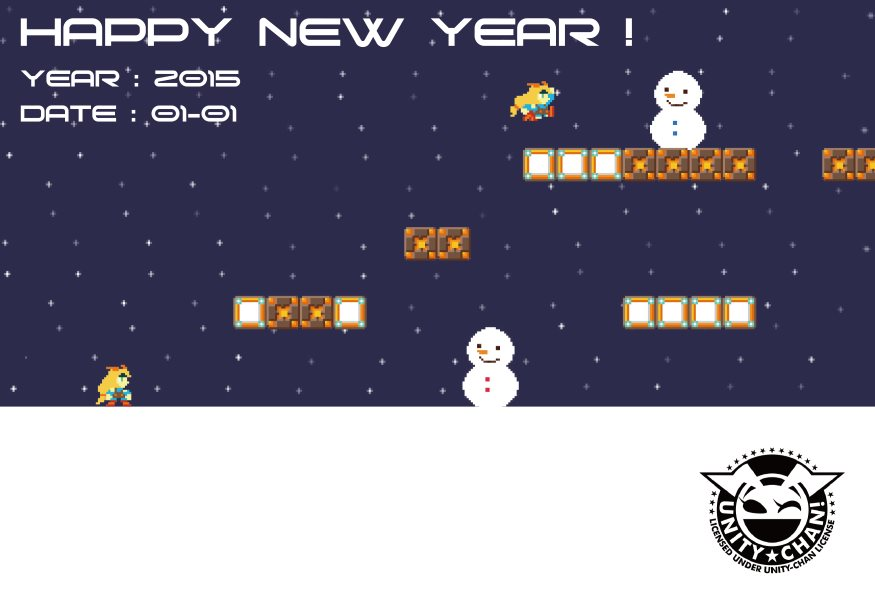 HAPPY NEW YEAR !
YEAR : 2015
DATE : 01-01
UNITY★CHAN!
LICENSED UNDER UNITY-CHAN LICENSE